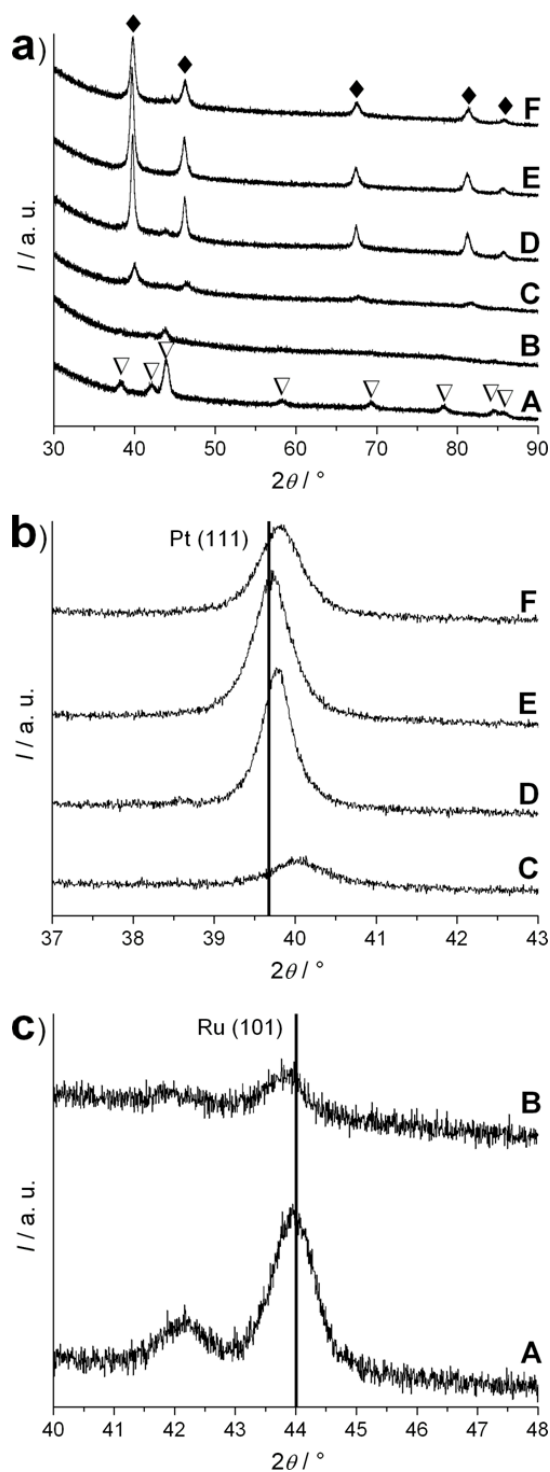 a)
F
E
D
C
B
A
I / a. u.
30 40 50 60 70 80 90
2θ / °
b)
Pt (111)
F
E
D
C
I / a. u.
37 38 39 40 41 42 43
2θ / °
c)
Ru (101)
B
A
I / a. u.
40 41 42 43 44 45 46 47 48
2θ / °